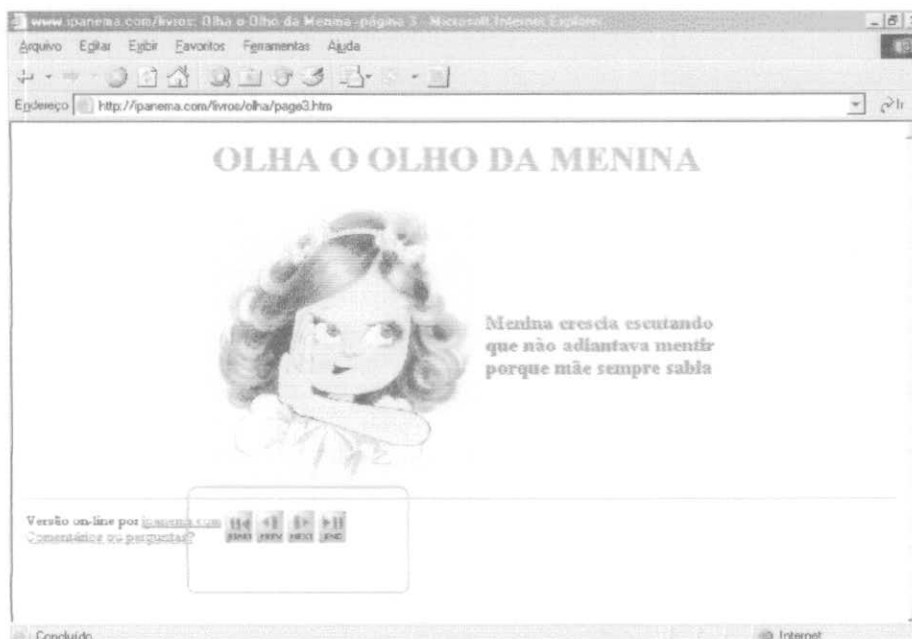 www.ipanema.com/livros: Olha o Olho da Menina -página 3 - Microsoft Internet Explorer
Arquivo Editar Exibir Favoritos Ferramentas Ajuda
Endereço http://ipanema.com/livros/olha/page3.htm Ir
OLHA O OLHO DA MENINA
Menina crescia escutando
que não adiantava mentir
porque mãe sempre sabia
Versão on-line por ipanema.com
Comentários ou perguntas?
PREV NEXT END
Concluído Internet